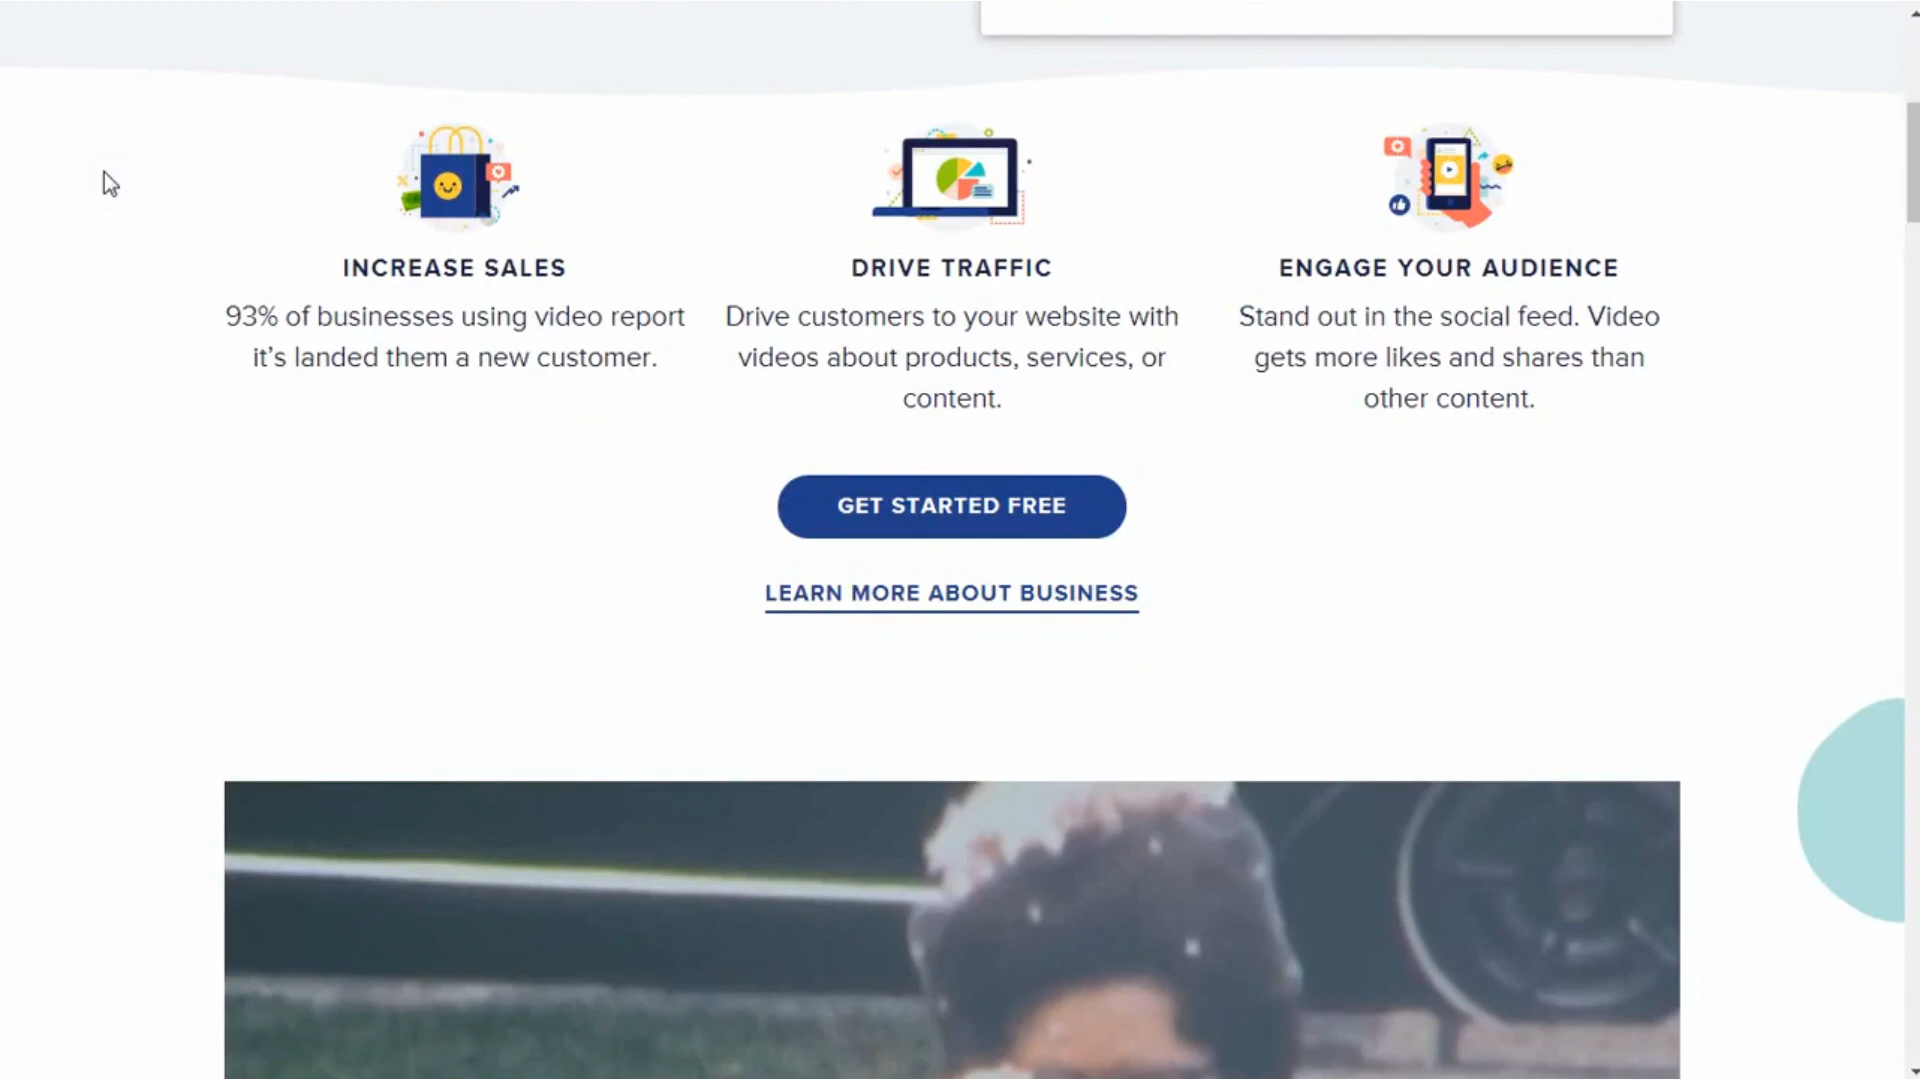 INCREASE SALES
93% of businesses using video report
it’s landed them a new customer.
DRIVE TRAFFIC
Drive customers to your website with
videos about products, services, or
content.
ENGAGE YOUR AUDIENCE
Stand out in the social feed. Video
gets more likes and shares than
other content.
GET STARTED FREE
LEARN MORE ABOUT BUSINESS